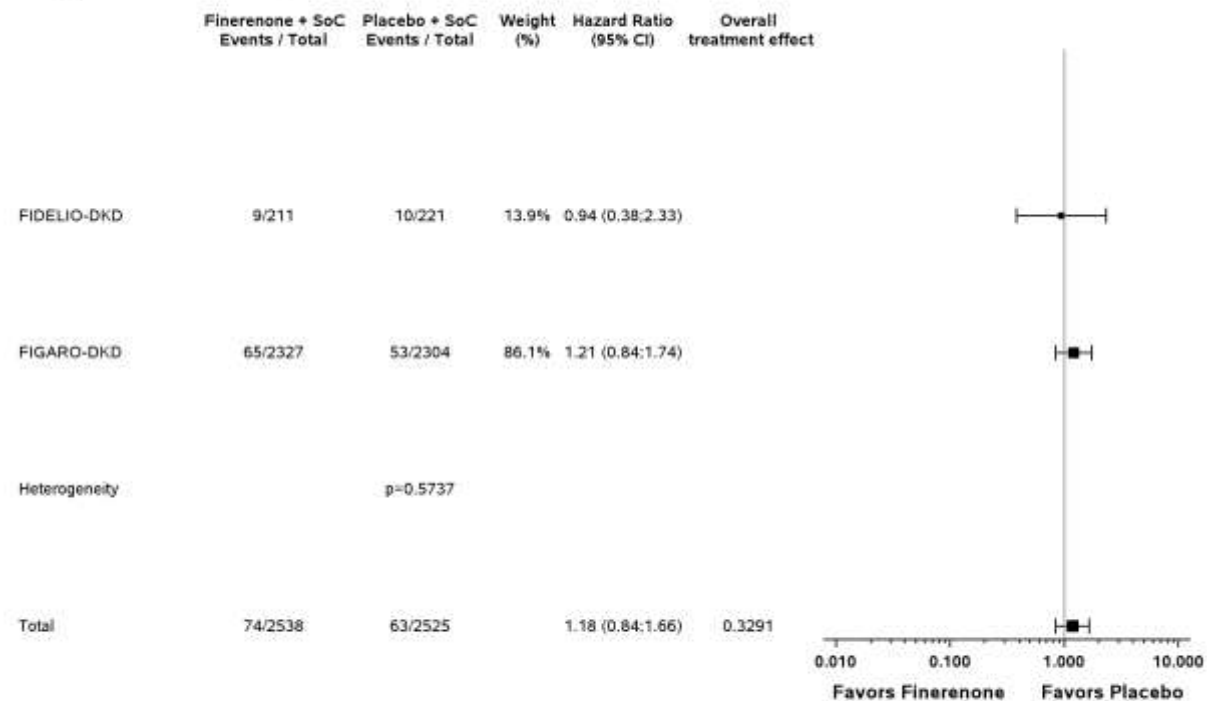 Finerenone + SoC Placebo + SoC Weight Hazard Ratio Overall
Events / Total Events / Total (%) (95% CI) treatment effect
FIDELIO-DKD 9/211 10/221 13.9% 0.94 (0.38;2.33)
FIGARO-DKD 65/2327 53/2304 86.1% 1.21 (0.84;1.74)
Heterogeneity p=0.5737
Total 74/2538 63/2525 1.18 (0.84;1.66) 0.3291
0.010 0.100 1.000 10.000
Favors Finerenone Favors Placebo